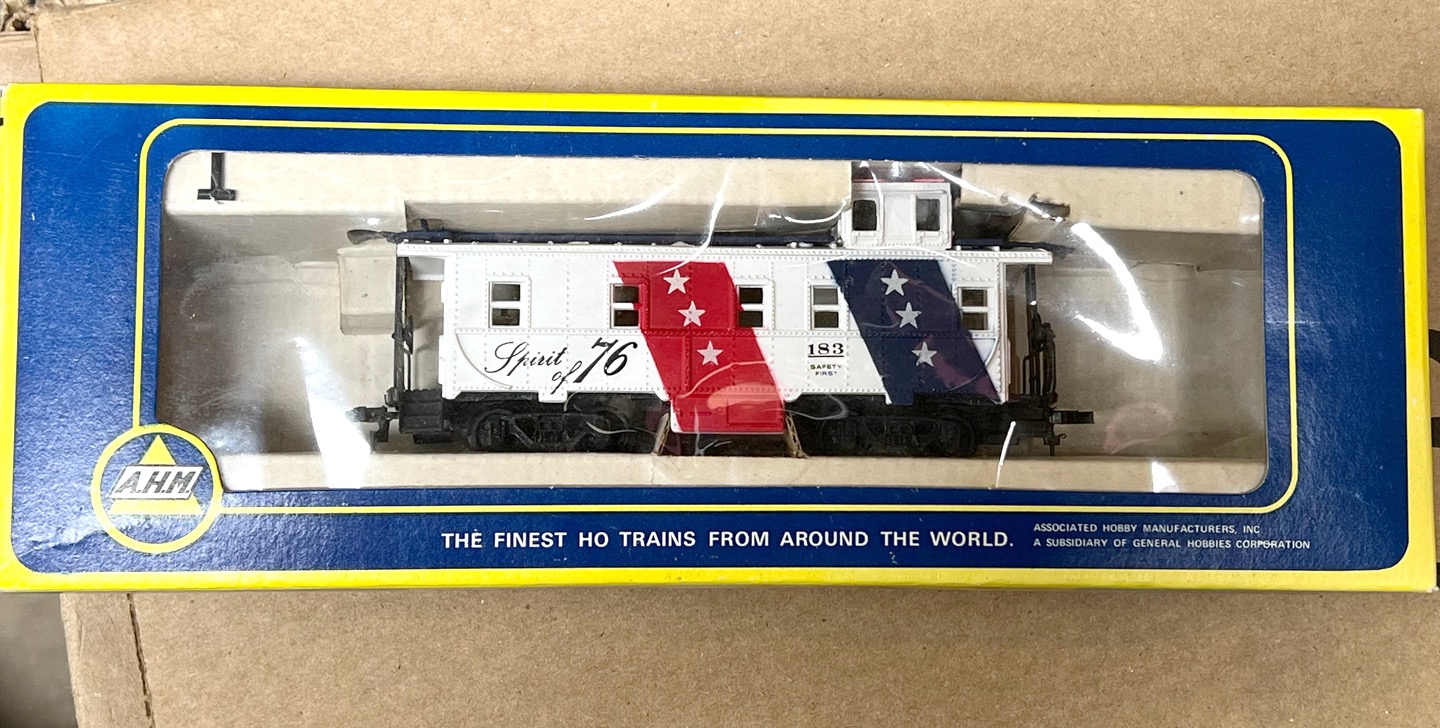 Spirit
of 76
183
SAFETY
FIRST
A.H.M.
THE FINEST HO TRAINS FROM AROUND THE WORLD.
ASSOCIATED HOBBY MANUFACTURERS, INC
A SUBSIDIARY OF GENERAL HOBBIES CORPORATION